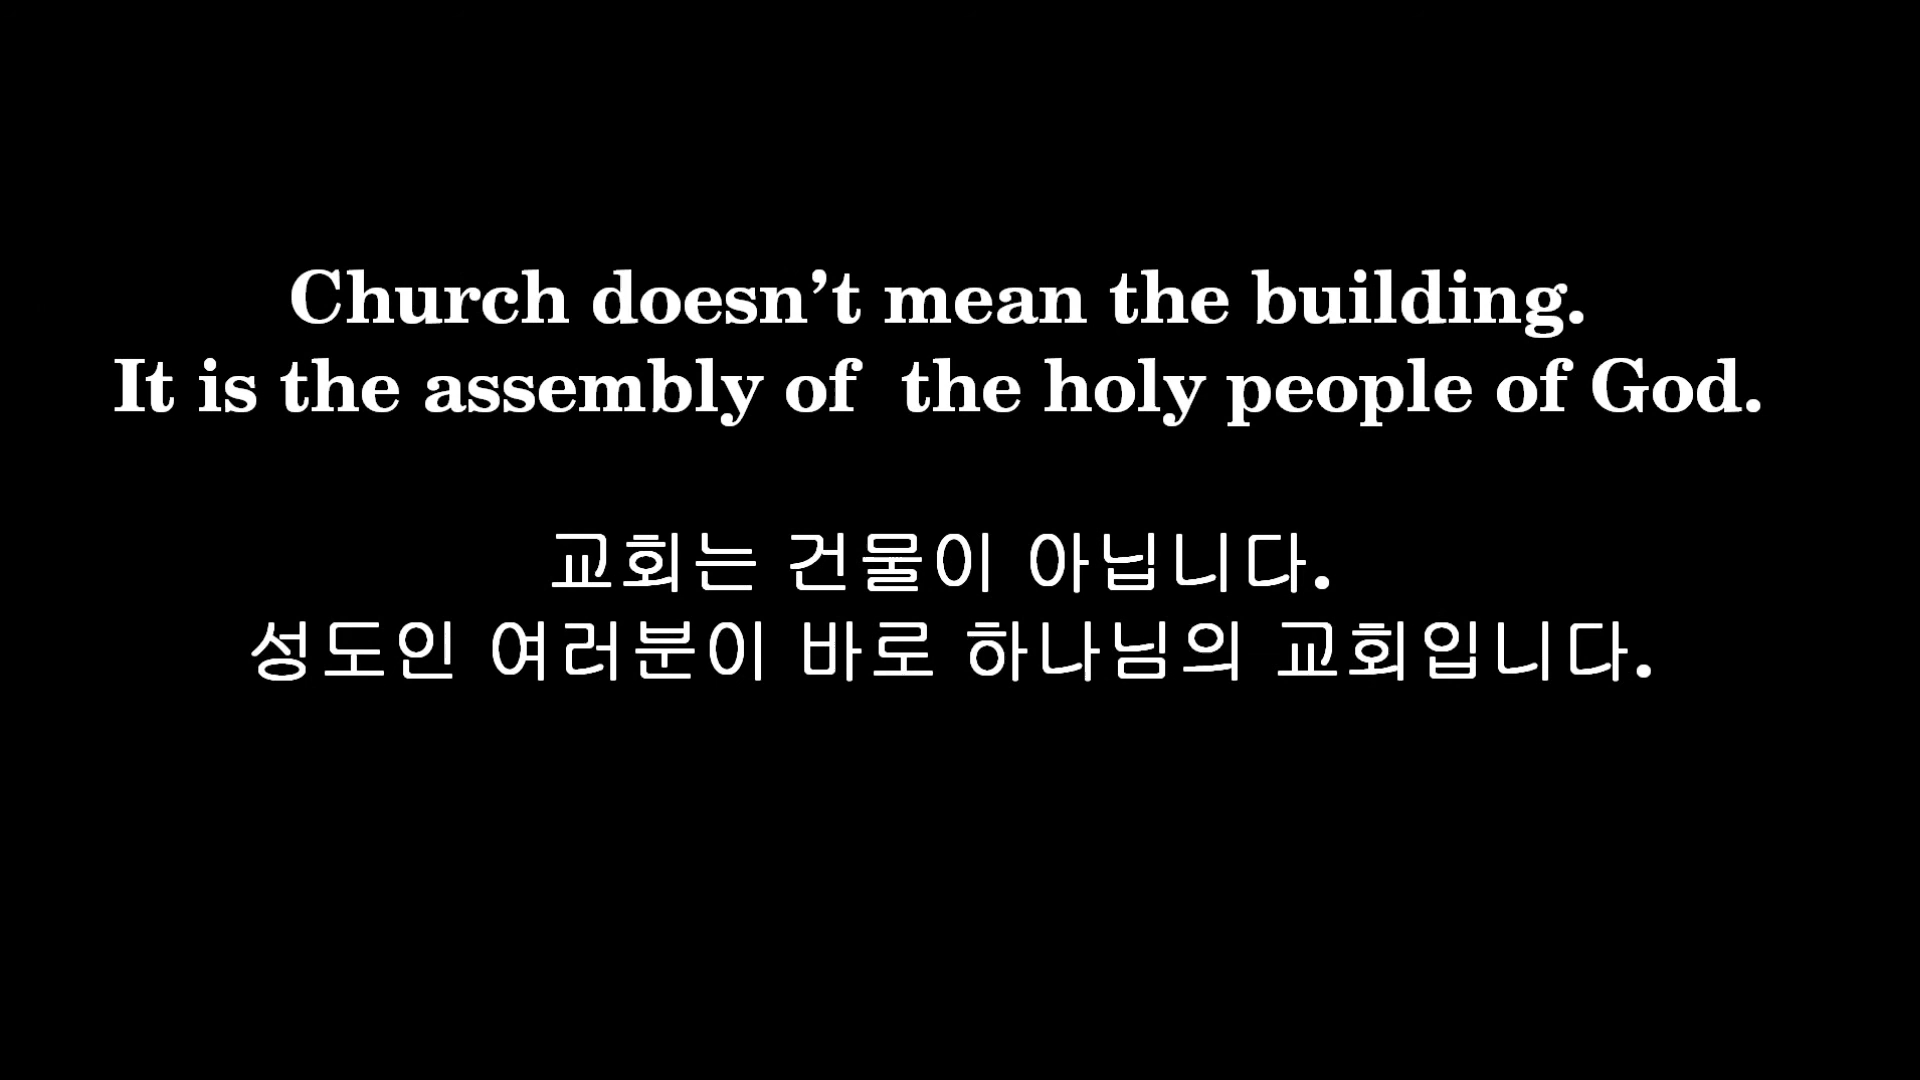 Church doesn’t mean the building.
It is the assembly of  the holy people of God.
교회는 건물이 아닙니다.
성도인 여러분이 바로 하나님의 교회입니다.